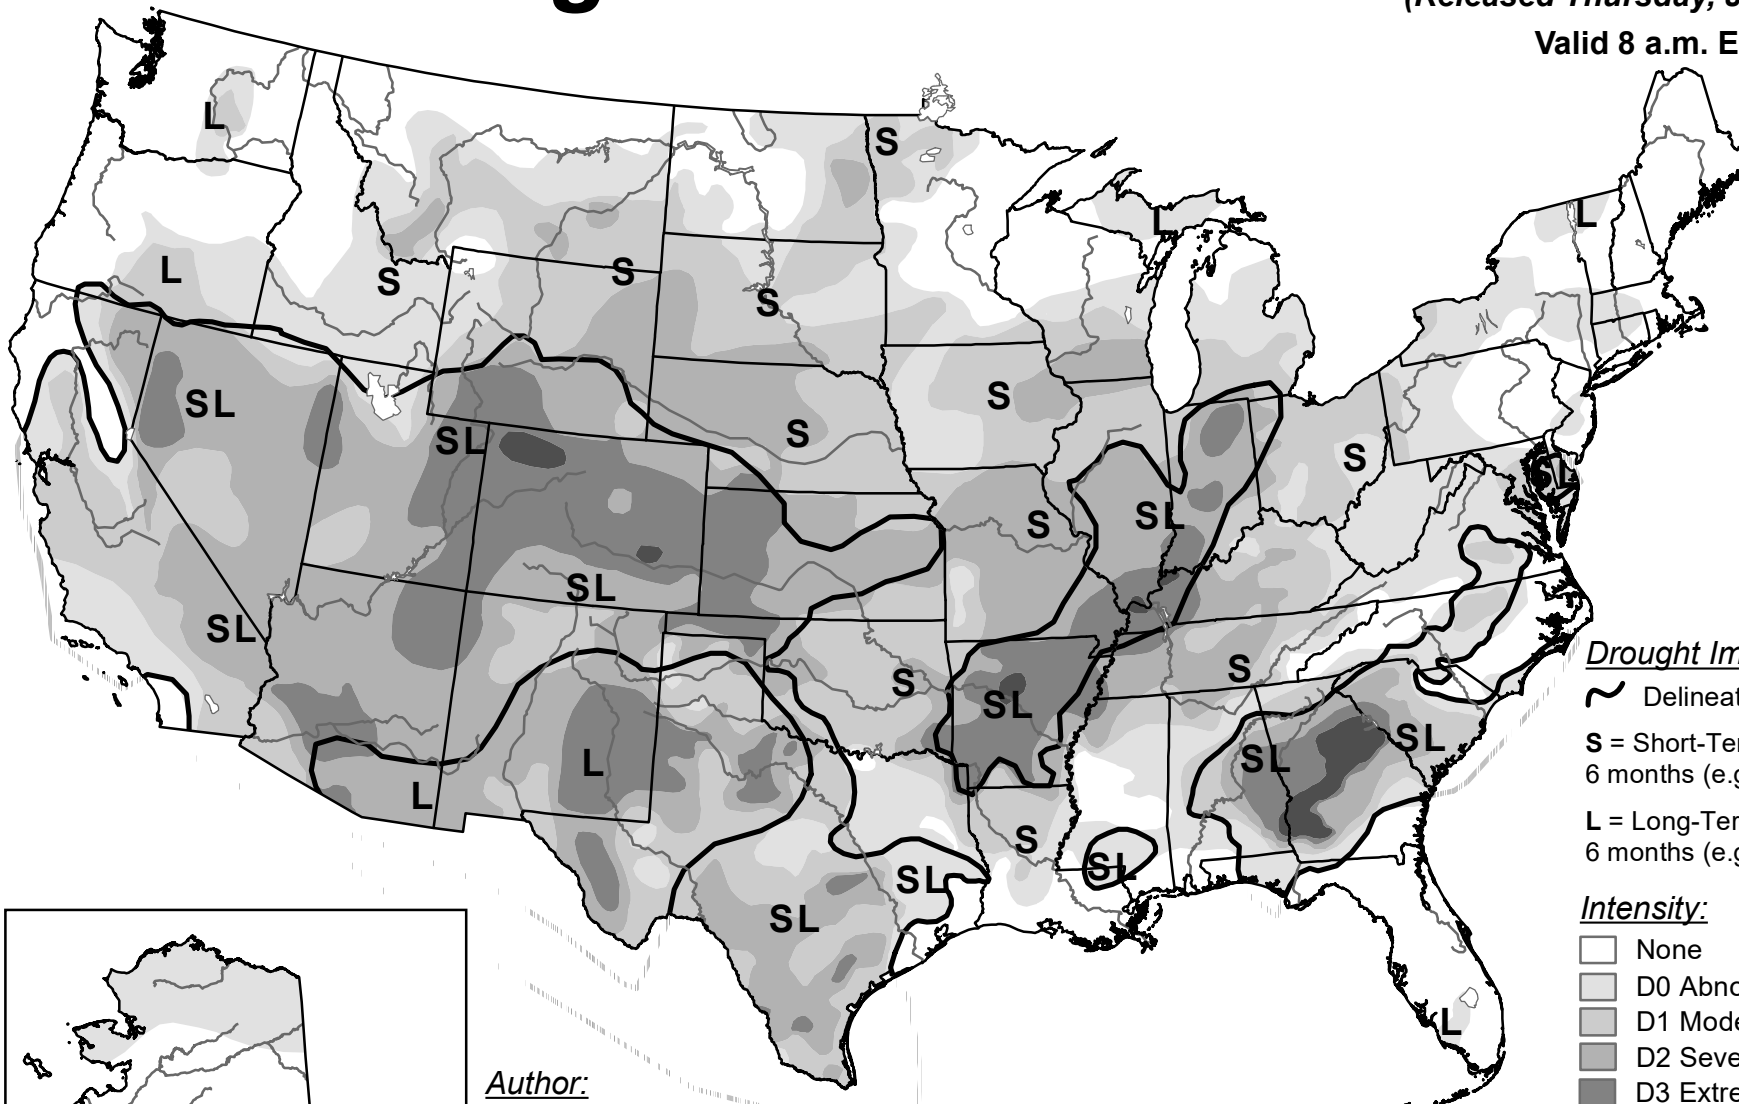 g
(Released Thursday, J
Valid 8 a.m. E
L
S
L
L
L
S
S
S
SL
SL
S
S
S
SL
SL
S
SL
SL
SL
S
S
SL
L
SL
SL
L
S
SL
SL
SL
L
Drought Im
Delineat
S = Short-Ter
6 months (e.g
L = Long-Ter
6 months (e.g
Intensity:
None
D0 Abno
D1 Mode
D2 Seve
D3 Extre
Author: